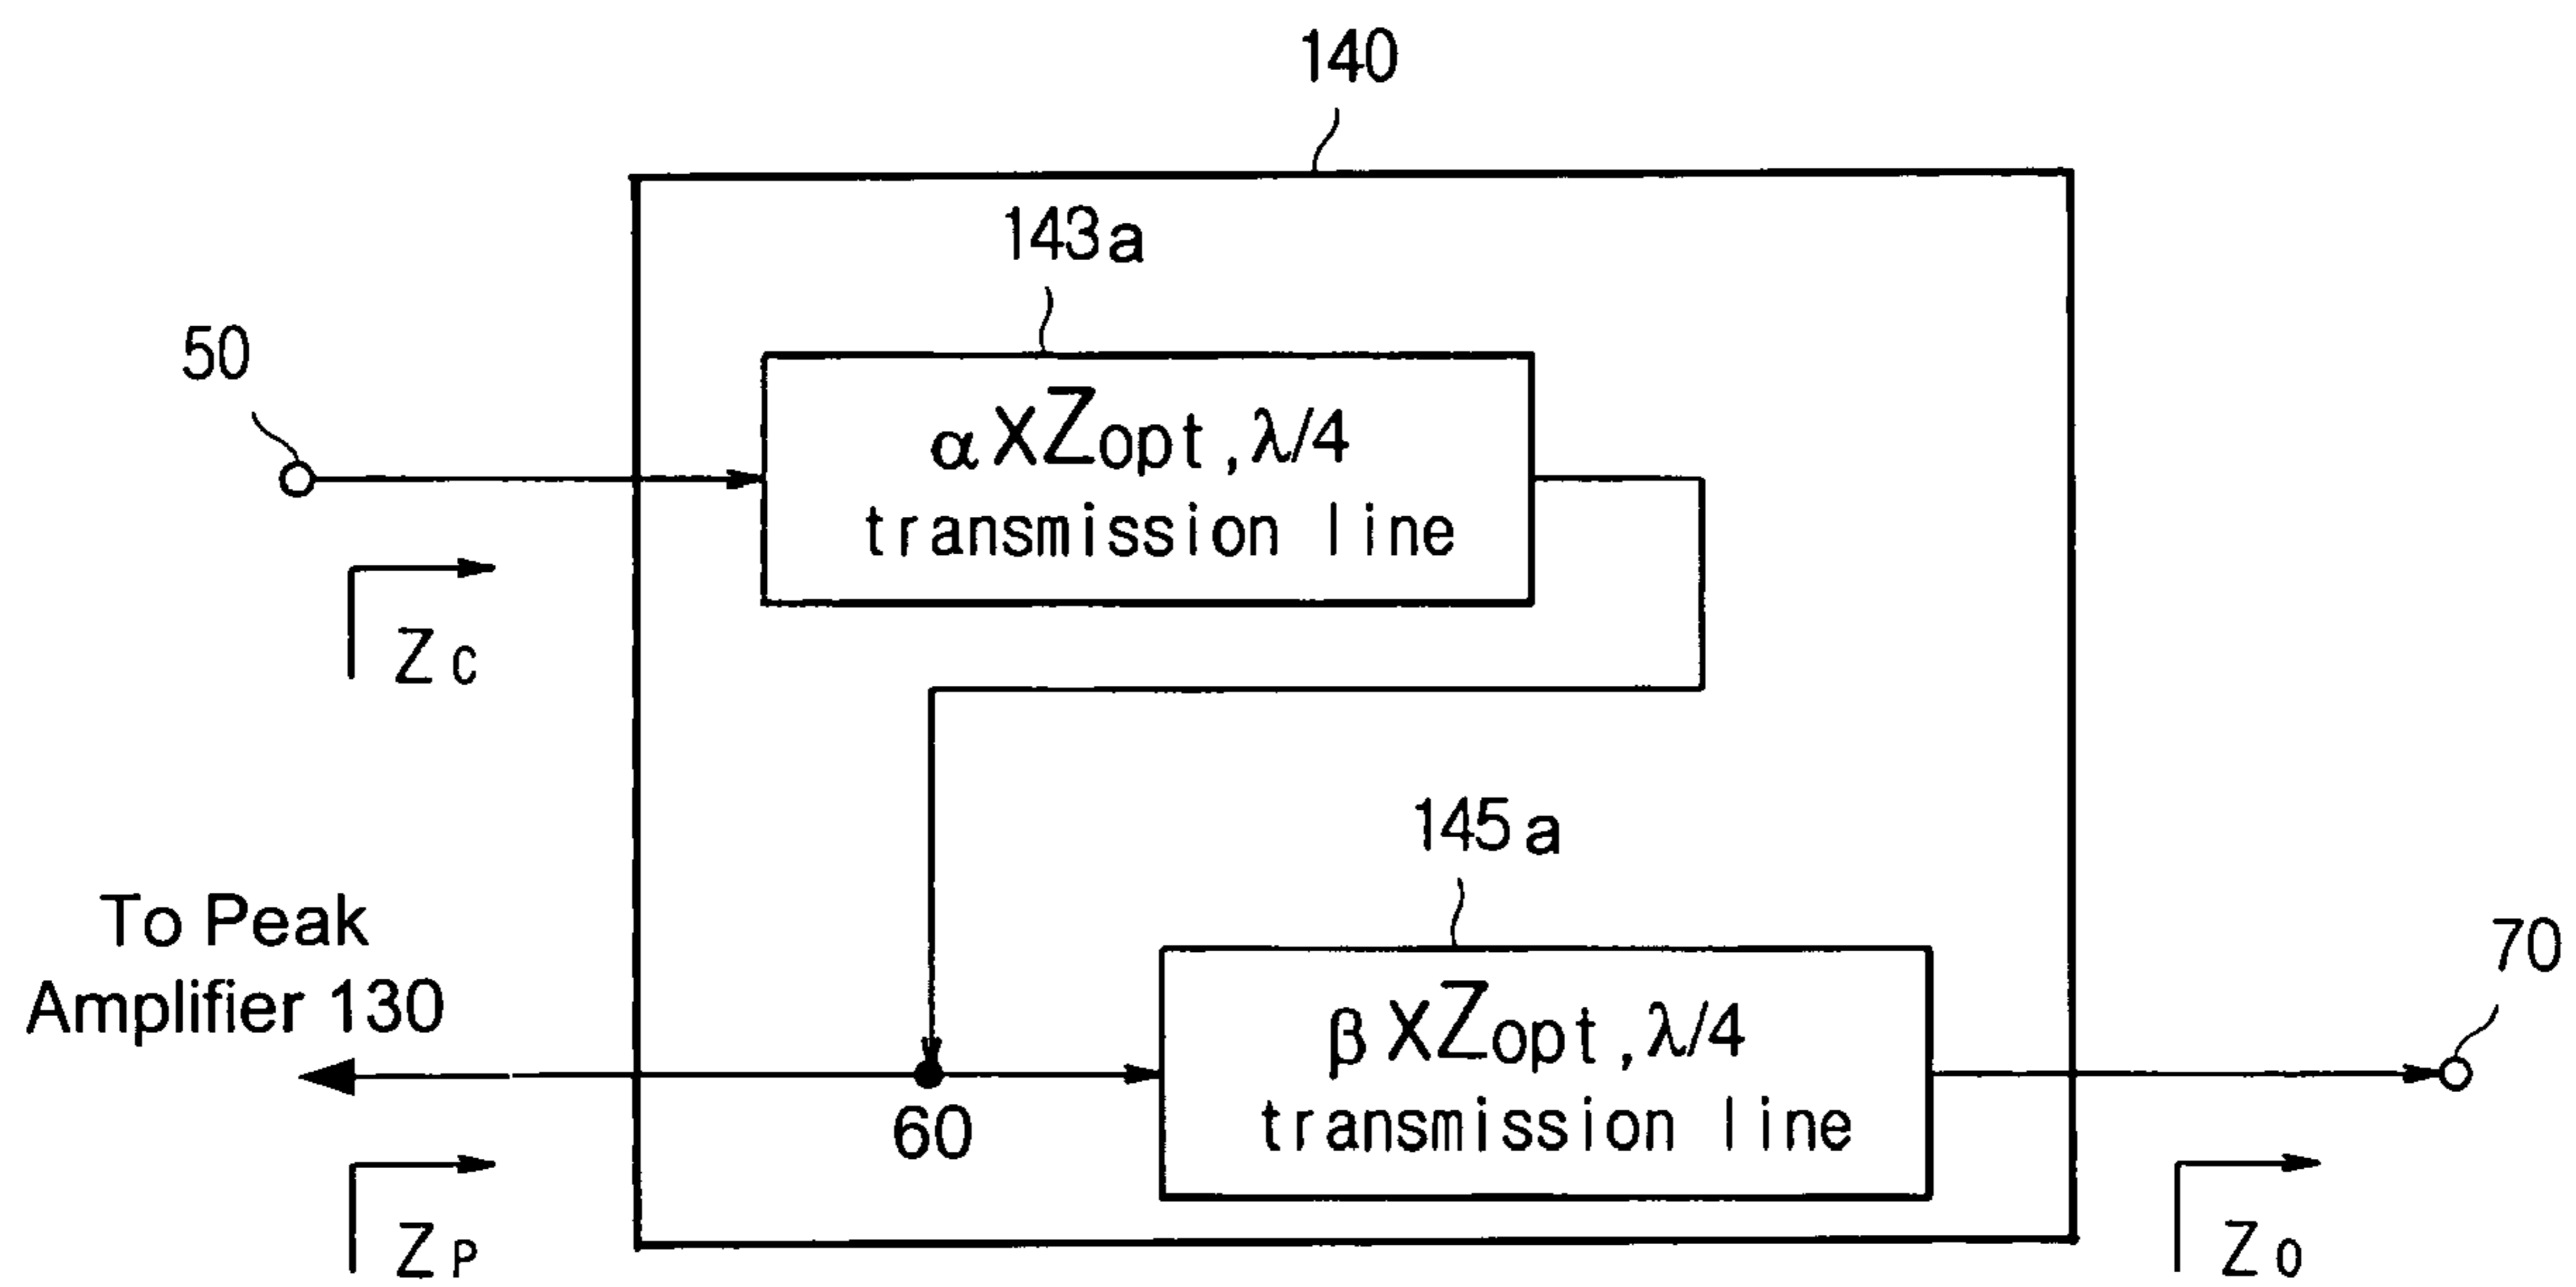 140
143a
50
αXZopt,λ/4
transmission line
Zc
145a
To Peak
Amplifier 130
70
βXZopt,λ/4
transmission line
60
ZP
Zo